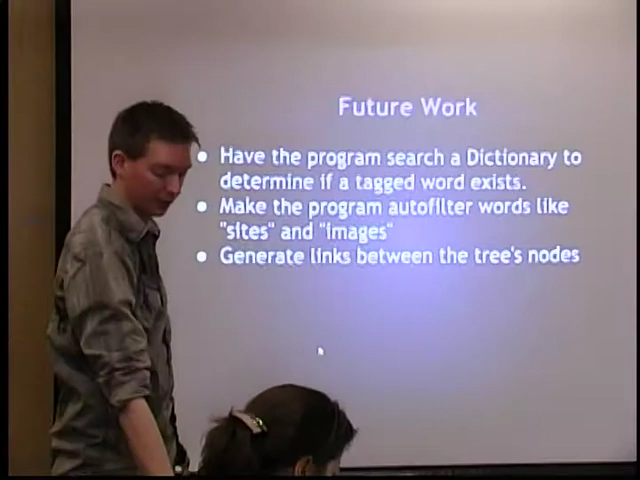 Future Work
• Have the program search a Dictionary to
determine if a tagged word exists.
• Make the program autofilter words like
"sites" and "images"
• Generate links between the tree's nodes